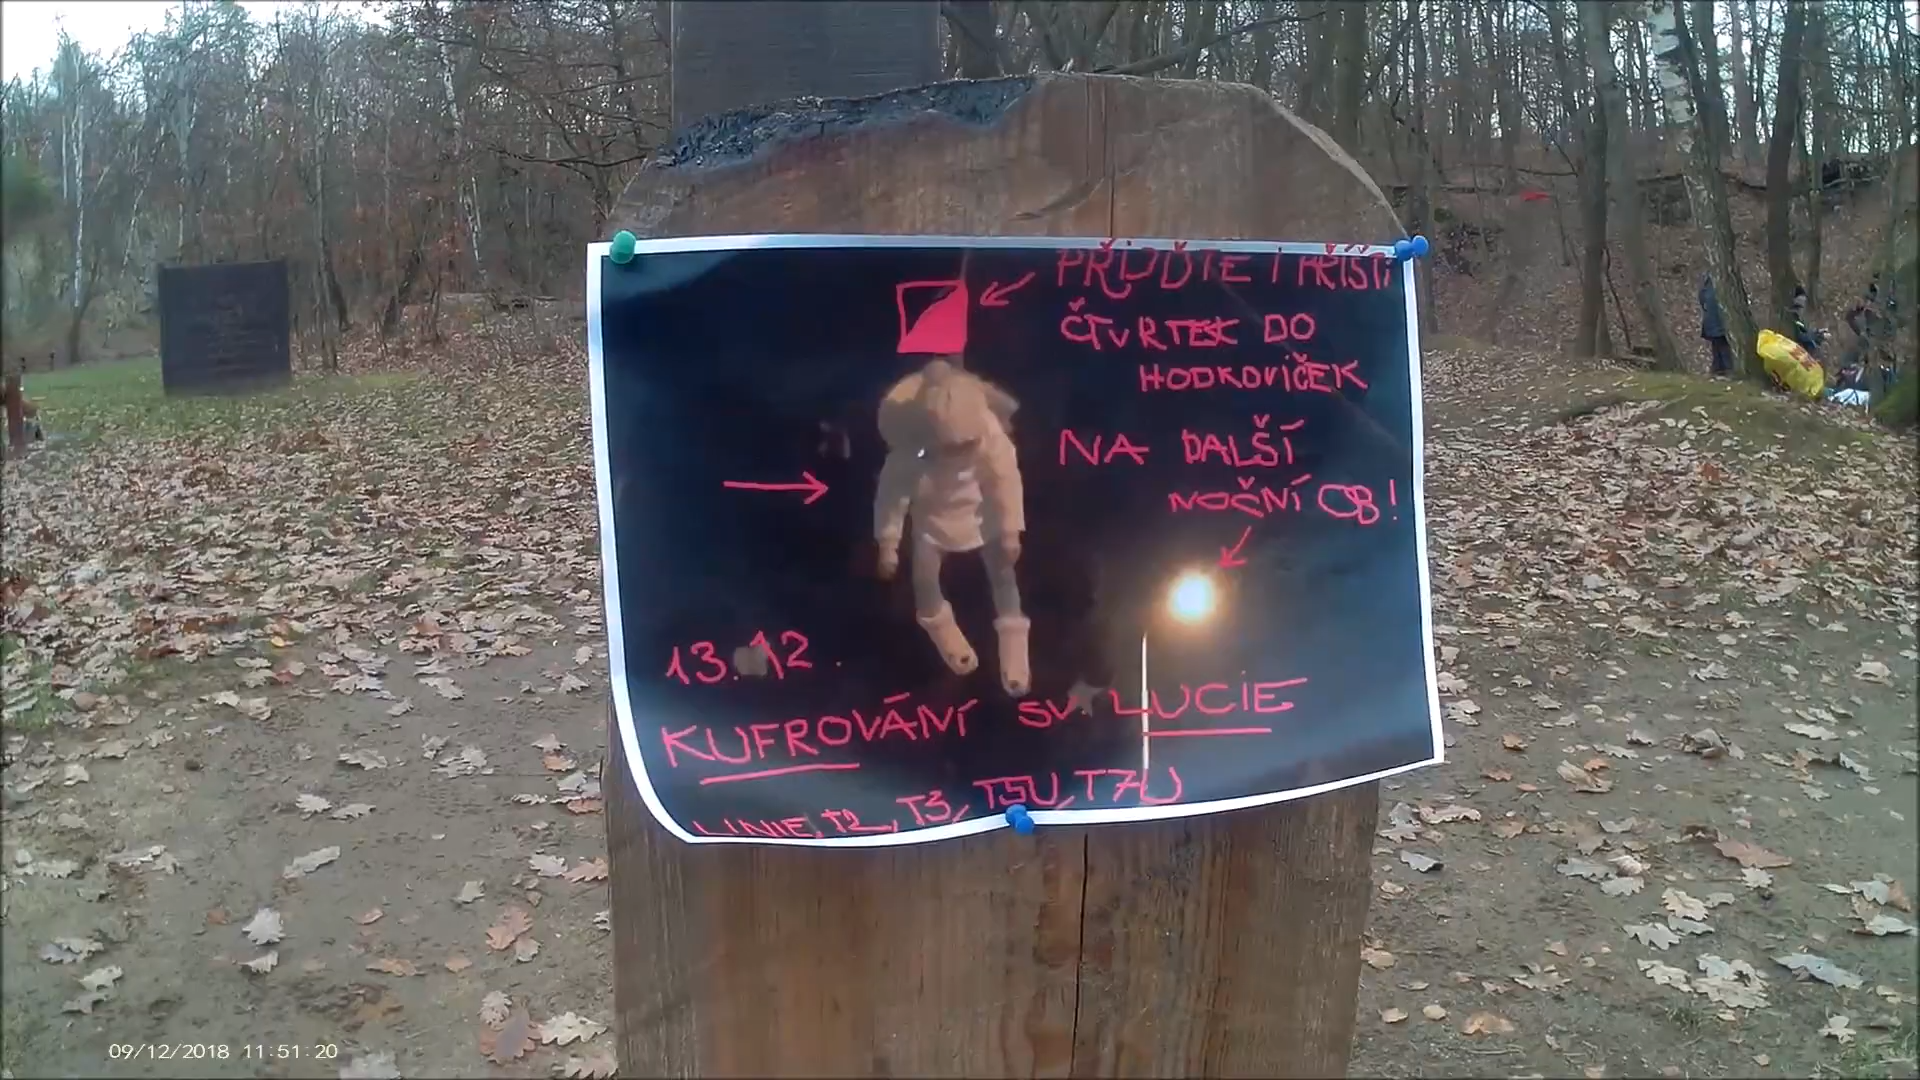 PŘIJĎTE I PŘÍŠTÍ
ČTVRTEK DO
HODKOVIČEK
NA DALŠÍ
NOČNÍ OB!
13.12.
KUFROVÁNÍ SV. LUCIE
LINIE, T2, T3, T5U, T7U
09/12/2018 11:51:20